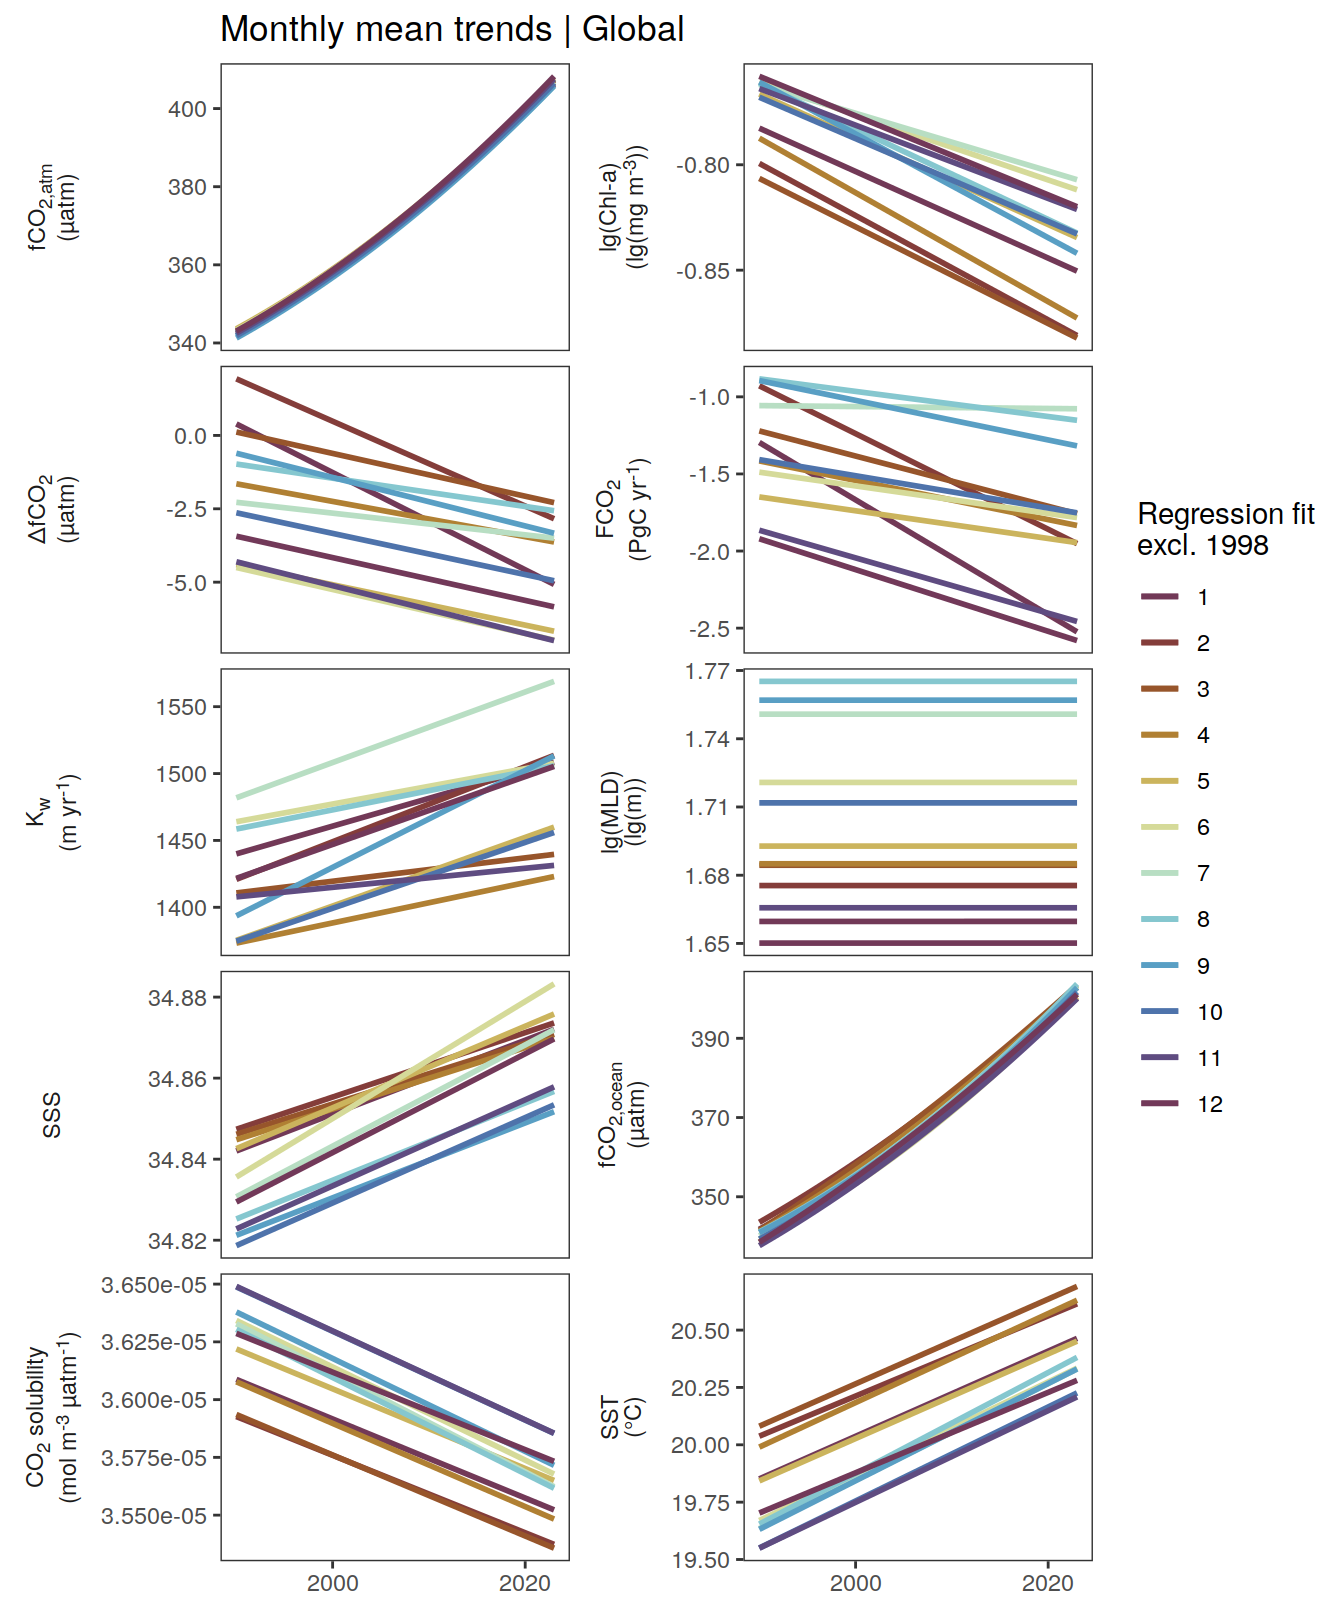 Monthly mean trends | Global
fCO2,atm
(µatm)
400
380
360
340
lg(Chl-a)
(lg(mg m-3))
-0.80
-0.85
ΔfCO2
(µatm)
0.0
-2.5
-5.0
FCO2
(PgC yr-1)
-1.0
-1.5
-2.0
-2.5
Kw
(m yr-1)
1550
1500
1450
1400
lg(MLD)
(lg(m))
1.77
1.74
1.71
1.68
1.65
SSS
34.88
34.86
34.84
34.82
fCO2,ocean
(µatm)
390
370
350
CO2 solubility
(mol m-3 µatm-1)
3.650e-05
3.625e-05
3.600e-05
3.575e-05
3.550e-05
2000
2020
SST
(°C)
20.50
20.25
20.00
19.75
19.50
2000
2020
Regression fit
excl. 1998
1
2
3
4
5
6
7
8
9
10
11
12